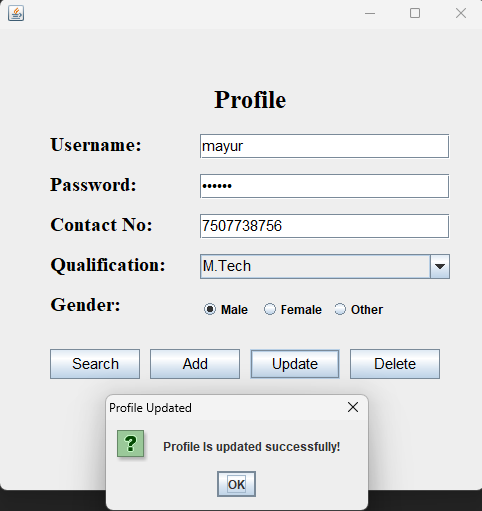 Profile
Username: mayur
Password: ••••••
Contact No: 7507738756
Qualification: M.Tech
Gender: Male Female Other
Search Add Update Delete
Profile Updated
?
Profile is updated successfully!
OK